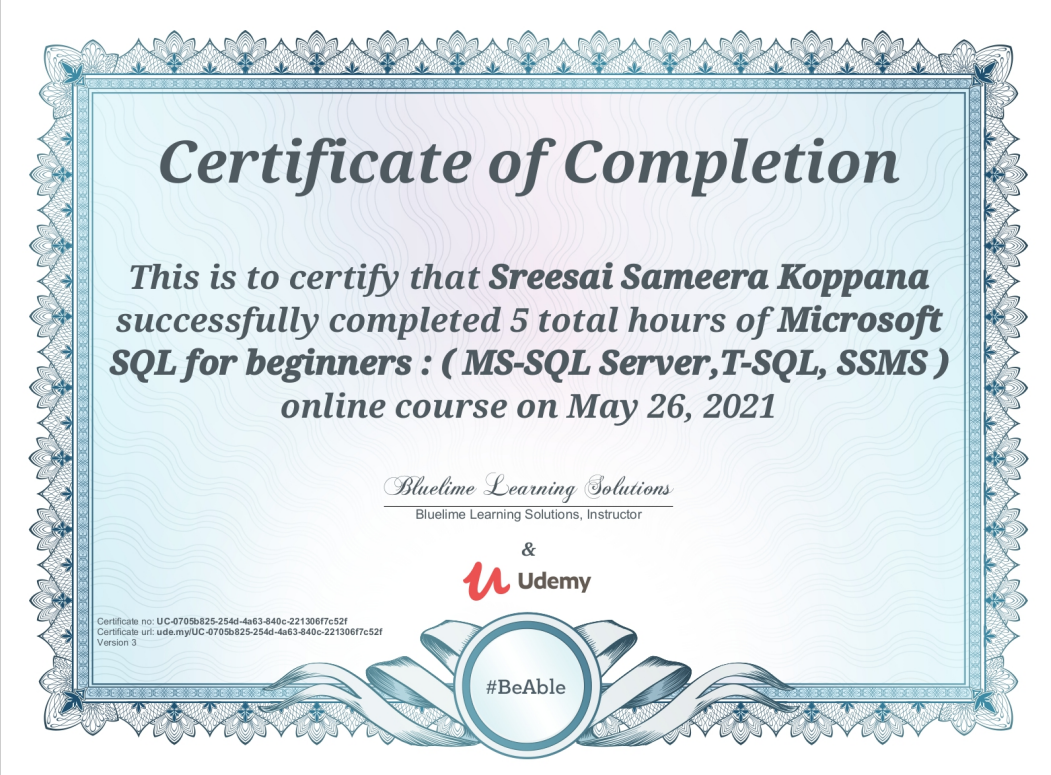 Certificate of Completion
This is to certify that Sreesai Sameera Koppana
successfully completed 5 total hours of Microsoft
SQL for beginners : ( MS-SQL Server,T-SQL, SSMS )
online course on May 26, 2021
Bluelime Learning Solutions
Bluelime Learning Solutions, Instructor
&
Udemy
Certificate no: UC-0705b825-254d-4a63-840c-221306f7c52f
Certificate url: ude.my/UC-0705b825-254d-4a63-840c-221306f7c52f
Version 3
#BeAble